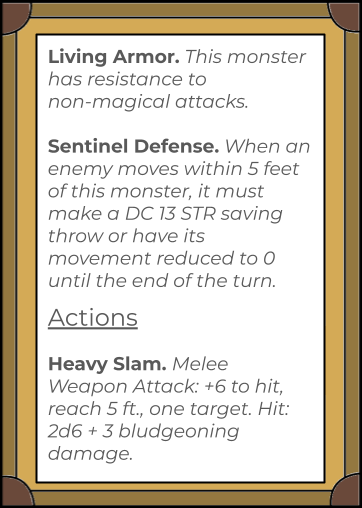 Living Armor. This monster
has resistance to
non-magical attacks.
Sentinel Defense. When an
enemy moves within 5 feet
of this monster, it must
make a DC 13 STR saving
throw or have its
movement reduced to 0
until the end of the turn.
Actions
Heavy Slam. Melee
Weapon Attack: +6 to hit,
reach 5 ft., one target. Hit:
2d6 + 3 bludgeoning
damage.